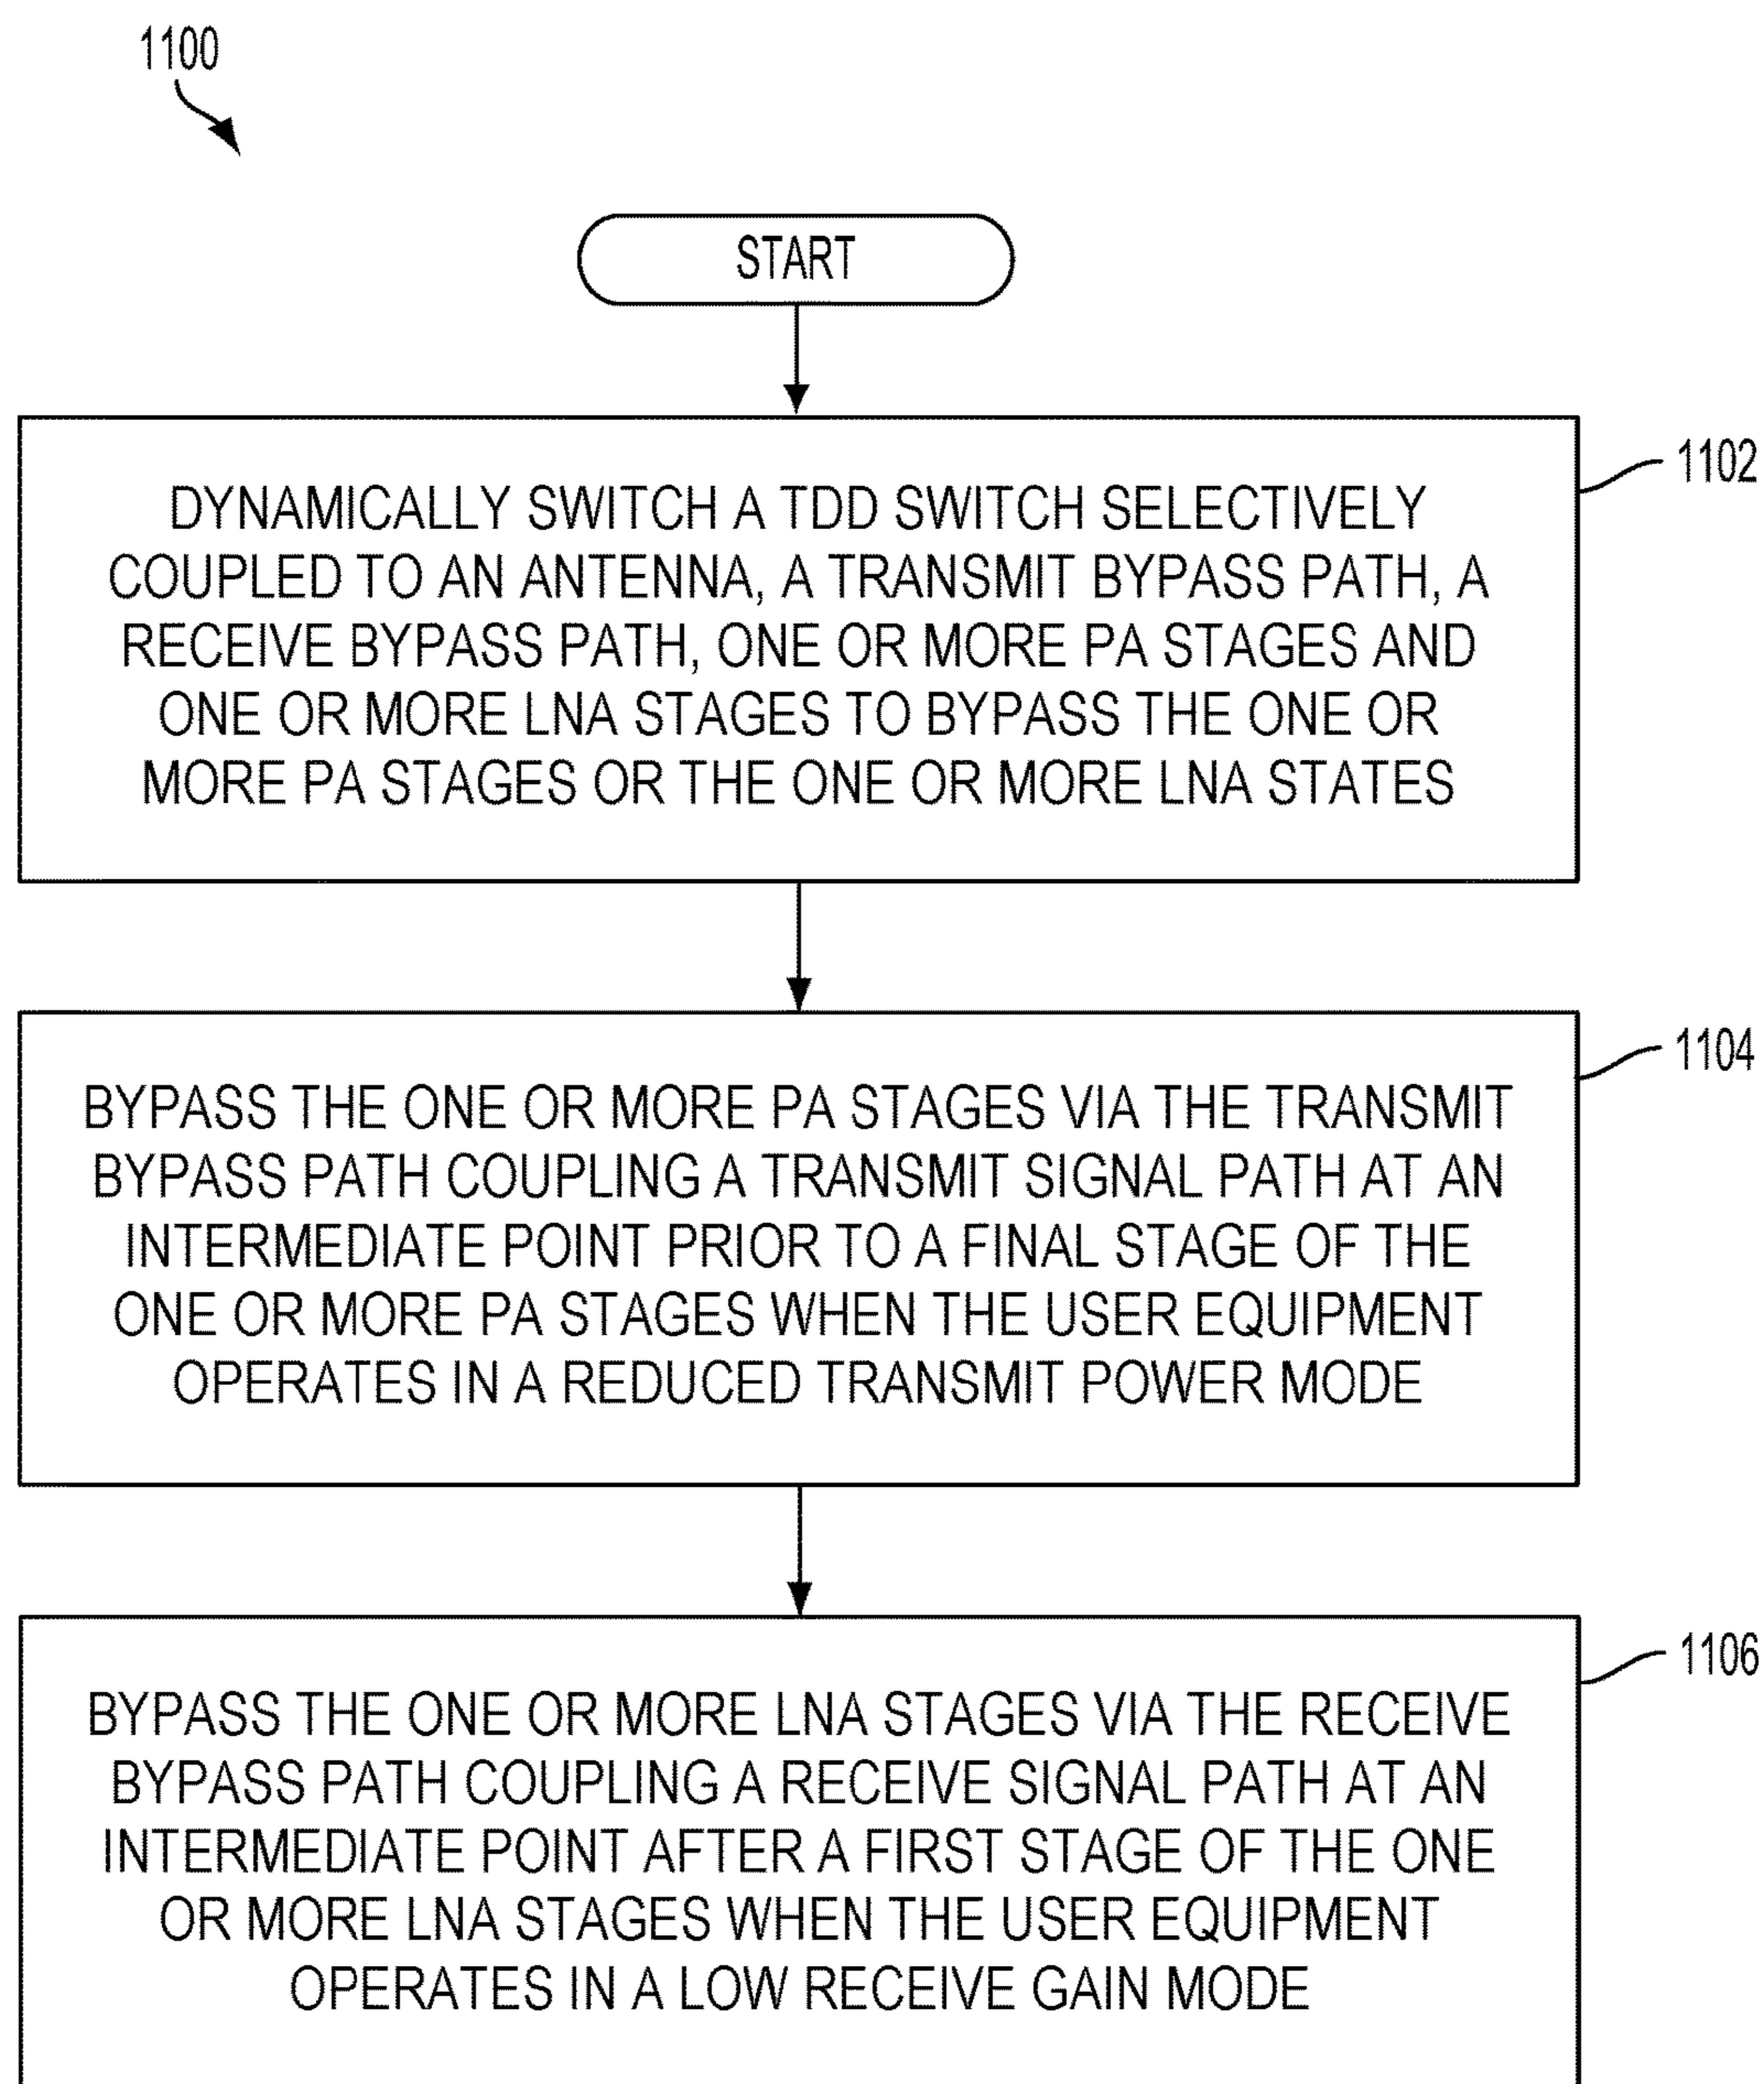 1100
START
1102
DYNAMICALLY SWITCH A TDD SWITCH SELECTIVELY
COUPLED TO AN ANTENNA, A TRANSMIT BYPASS PATH, A
RECEIVE BYPASS PATH, ONE OR MORE PA STAGES AND
ONE OR MORE LNA STAGES TO BYPASS THE ONE OR
MORE PA STAGES OR THE ONE OR MORE LNA STATES
1104
BYPASS THE ONE OR MORE PA STAGES VIA THE TRANSMIT
BYPASS PATH COUPLING A TRANSMIT SIGNAL PATH AT AN
INTERMEDIATE POINT PRIOR TO A FINAL STAGE OF THE
ONE OR MORE PA STAGES WHEN THE USER EQUIPMENT
OPERATES IN A REDUCED TRANSMIT POWER MODE
1106
BYPASS THE ONE OR MORE LNA STAGES VIA THE RECEIVE
BYPASS PATH COUPLING A RECEIVE SIGNAL PATH AT AN
INTERMEDIATE POINT AFTER A FIRST STAGE OF THE ONE
OR MORE LNA STAGES WHEN THE USER EQUIPMENT
OPERATES IN A LOW RECEIVE GAIN MODE